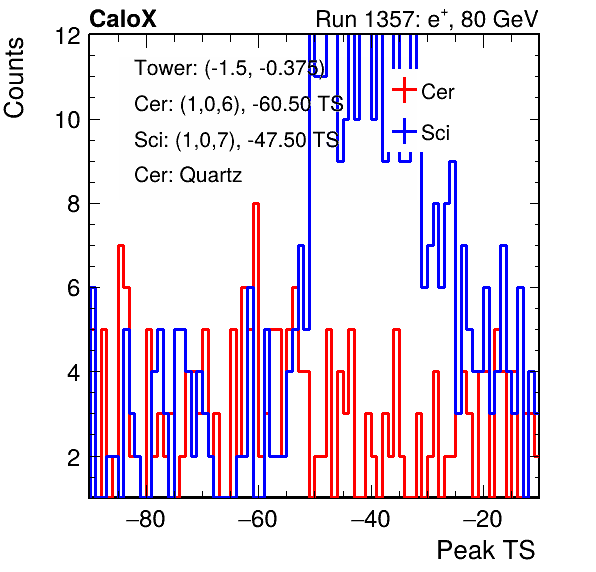 CaloX Run 1357: e⁺, 80 GeV
Counts
12
10
8
6
4
2
Tower: (-1.5, -0.375)
Cer: (1,0,6), -60.50 TS
Sci: (1,0,7), -47.50 TS
Cer: Quartz
Cer
Sci
−80 −60 −40 −20
Peak TS